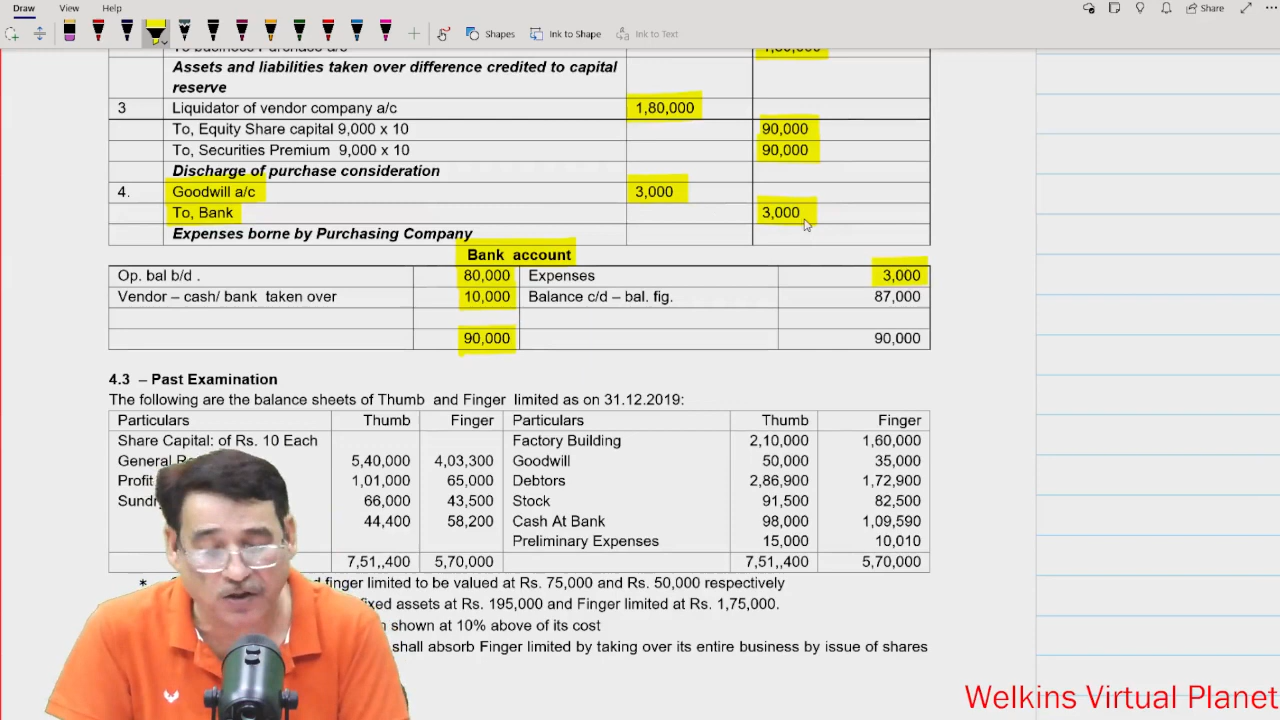 Draw View Help
Shapes Ink to Shape Ink to Text Share
Assets and liabilities taken over difference credited to capital
reserve
3 Liquidator of vendor company a/c 1,80,000
To, Equity Share capital 9,000 x 10 90,000
To, Securities Premium 9,000 x 10 90,000
Discharge of purchase consideration
4. Goodwill a/c 3,000
To, Bank 3,000
Expenses borne by Purchasing Company
Bank account
Op. bal b/d . 80,000 Expenses 3,000
Vendor – cash/ bank taken over 10,000 Balance c/d – bal. fig. 87,000
90,000 90,000
4.3 – Past Examination
The following are the balance sheets of Thumb and Finger limited as on 31.12.2019:
Particulars Thumb Finger Particulars Thumb Finger
Share Capital: of Rs. 10 Each Factory Building 2,10,000 1,60,000
General 5,40,000 4,03,300 Goodwill 50,000 35,000
Profit 1,01,000 65,000 Debtors 2,86,900 1,72,900
66,000 43,500 Stock 91,500 82,500
44,400 58,200 Cash At Bank 98,000 1,09,590
Preliminary Expenses 15,000 10,010
7,51,,400 5,70,000 7,51,,400 5,70,000
* finger limited to be valued at Rs. 75,000 and Rs. 50,000 respectively
fixed assets at Rs. 195,000 and Finger limited at Rs. 1,75,000.
shown at 10% above of its cost
shall absorb Finger limited by taking over its entire business by issue of shares
Welkins Virtual Planet